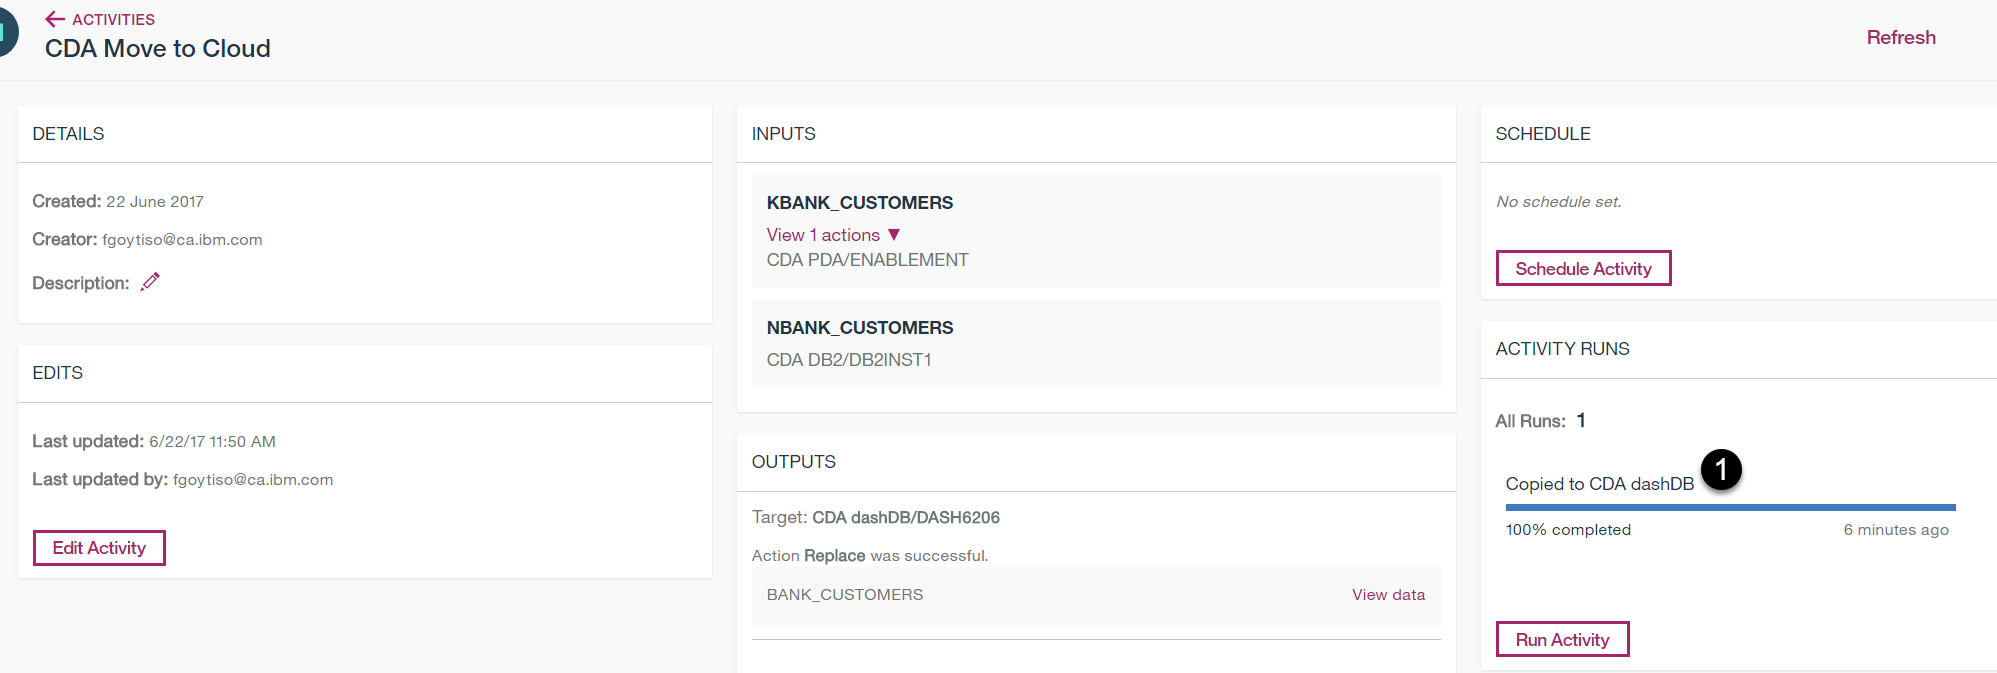 ACTIVITIES
CDA Move to Cloud
Refresh
DETAILS
Created: 22 June 2017
Creator: fgoytiso@ca.ibm.com
Description:
EDITS
Last updated: 6/22/17 11:50 AM
Last updated by: fgoytiso@ca.ibm.com
Edit Activity
INPUTS
KBANK_CUSTOMERS
View 1 actions ▼
CDA PDA/ENABLEMENT
NBANK_CUSTOMERS
CDA DB2/DB2INST1
OUTPUTS
Target: CDA dashDB/DASH6206
Action Replace was successful.
BANK_CUSTOMERS View data
SCHEDULE
No schedule set.
Schedule Activity
ACTIVITY RUNS
All Runs: 1
Copied to CDA dashDB 1
100% completed 6 minutes ago
Run Activity